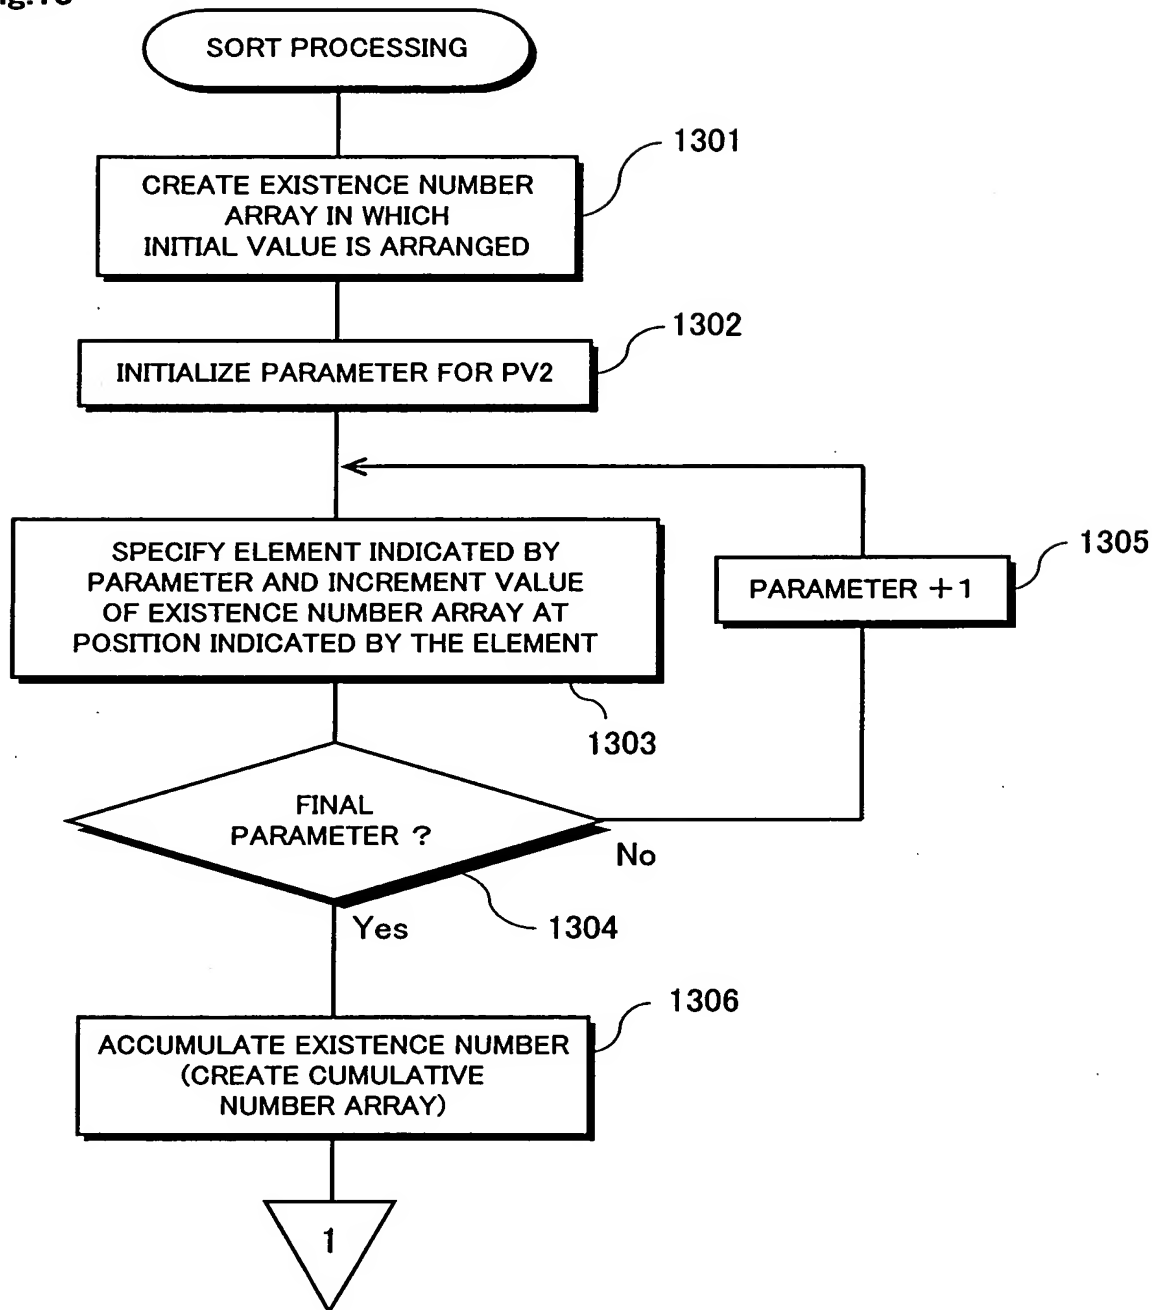 SORT PROCESSING
1301
CREATE EXISTENCE NUMBER
ARRAY IN WHICH
INITIAL VALUE IS ARRANGED
1302
INITIALIZE PARAMETER FOR PV2
SPECIFY ELEMENT INDICATED BY
PARAMETER AND INCREMENT VALUE
OF EXISTENCE NUMBER ARRAY AT
POSITION INDICATED BY THE ELEMENT
1305
PARAMETER +1
1303
FINAL
PARAMETER ?
No
Yes
1304
1306
ACCUMULATE EXISTENCE NUMBER
(CREATE CUMULATIVE
NUMBER ARRAY)
1